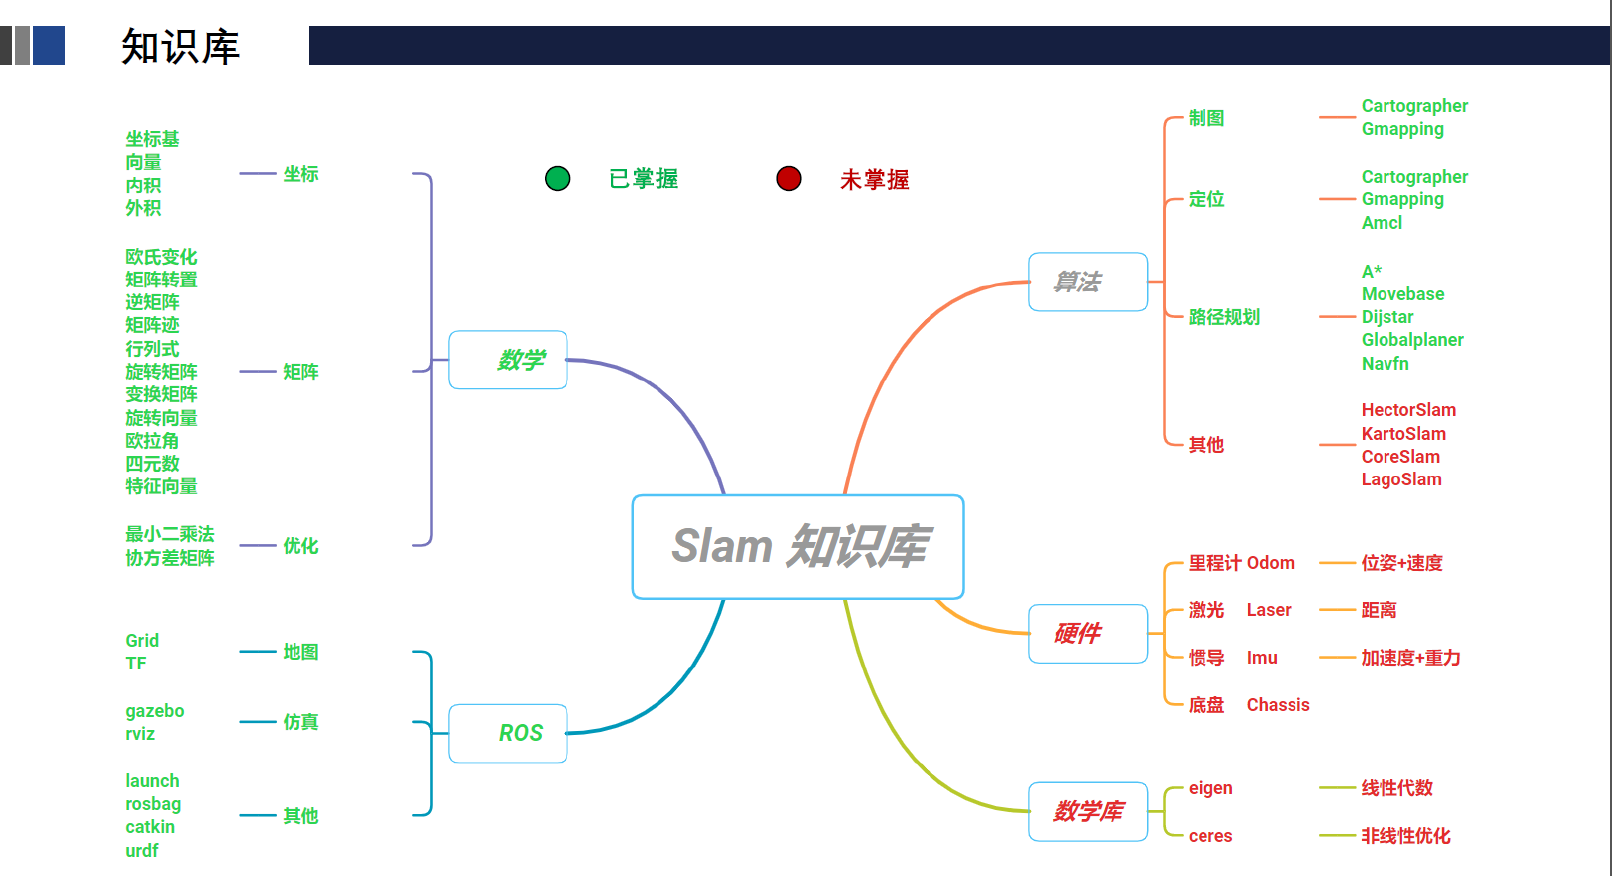 知识库
已掌握
未掌握
坐标基
向量
内积
外积
坐标
欧氏变化
矩阵转置
逆矩阵
矩阵迹
行列式
旋转矩阵
变换矩阵
旋转向量
欧拉角
四元数
特征向量
矩阵
最小二乘法
协方差矩阵
优化
数学
Grid
TF
地图
gazebo
rviz
仿真
launch
rosbag
catkin
urdf
其他
ROS
Slam 知识库
算法
制图
Cartographer
Gmapping
定位
Cartographer
Gmapping
Amcl
路径规划
A*
Movebase
Dijstar
Globalplaner
Navfn
其他
HectorSlam
KartoSlam
CoreSlam
LagoSlam
硬件
里程计 Odom
位姿+速度
激光 Laser
距离
惯导 Imu
加速度+重力
底盘 Chassis
数学库
eigen
线性代数
ceres
非线性优化